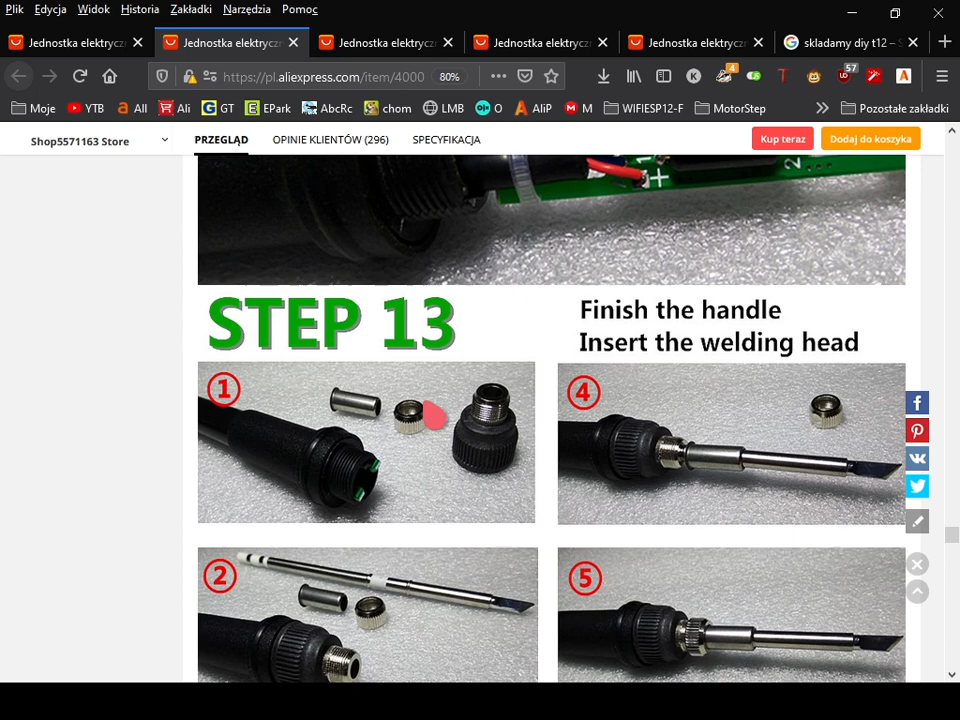 Plik Edycja Widok Historia Zakładki Narzędzia Pomoc
Jednostka elektrycz Jednostka elektrycz Jednostka elektrycz Jednostka elektrycz Jednostka elektrycz skladamy diy t12 – S
https://pl.aliexpress.com/item/4000 80% K 4 T 57 A
Moje YTB All Ali GT EPark AbcRc chom LMB O AliP M WIFIESP12-F MotorStep Pozostałe zakładki
Shop5571163 Store PRZEGLĄD OPINIE KLIENTÓW (296) SPECYFIKACJA Kup teraz Dodaj do koszyka
STEP 13
Finish the handle
Insert the welding head
1
4
2
5